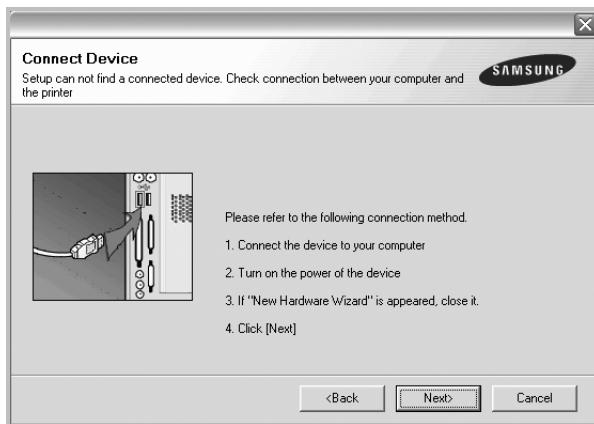 Connect Device
Setup can not find a connected device. Check connection between your computer and
the printer
SAMSUNG
Please refer to the following connection method.
1. Connect the device to your computer
2. Turn on the power of the device
3. If "New Hardware Wizard" is appeared, close it.
4. Click [Next]
<Back
Next>
Cancel